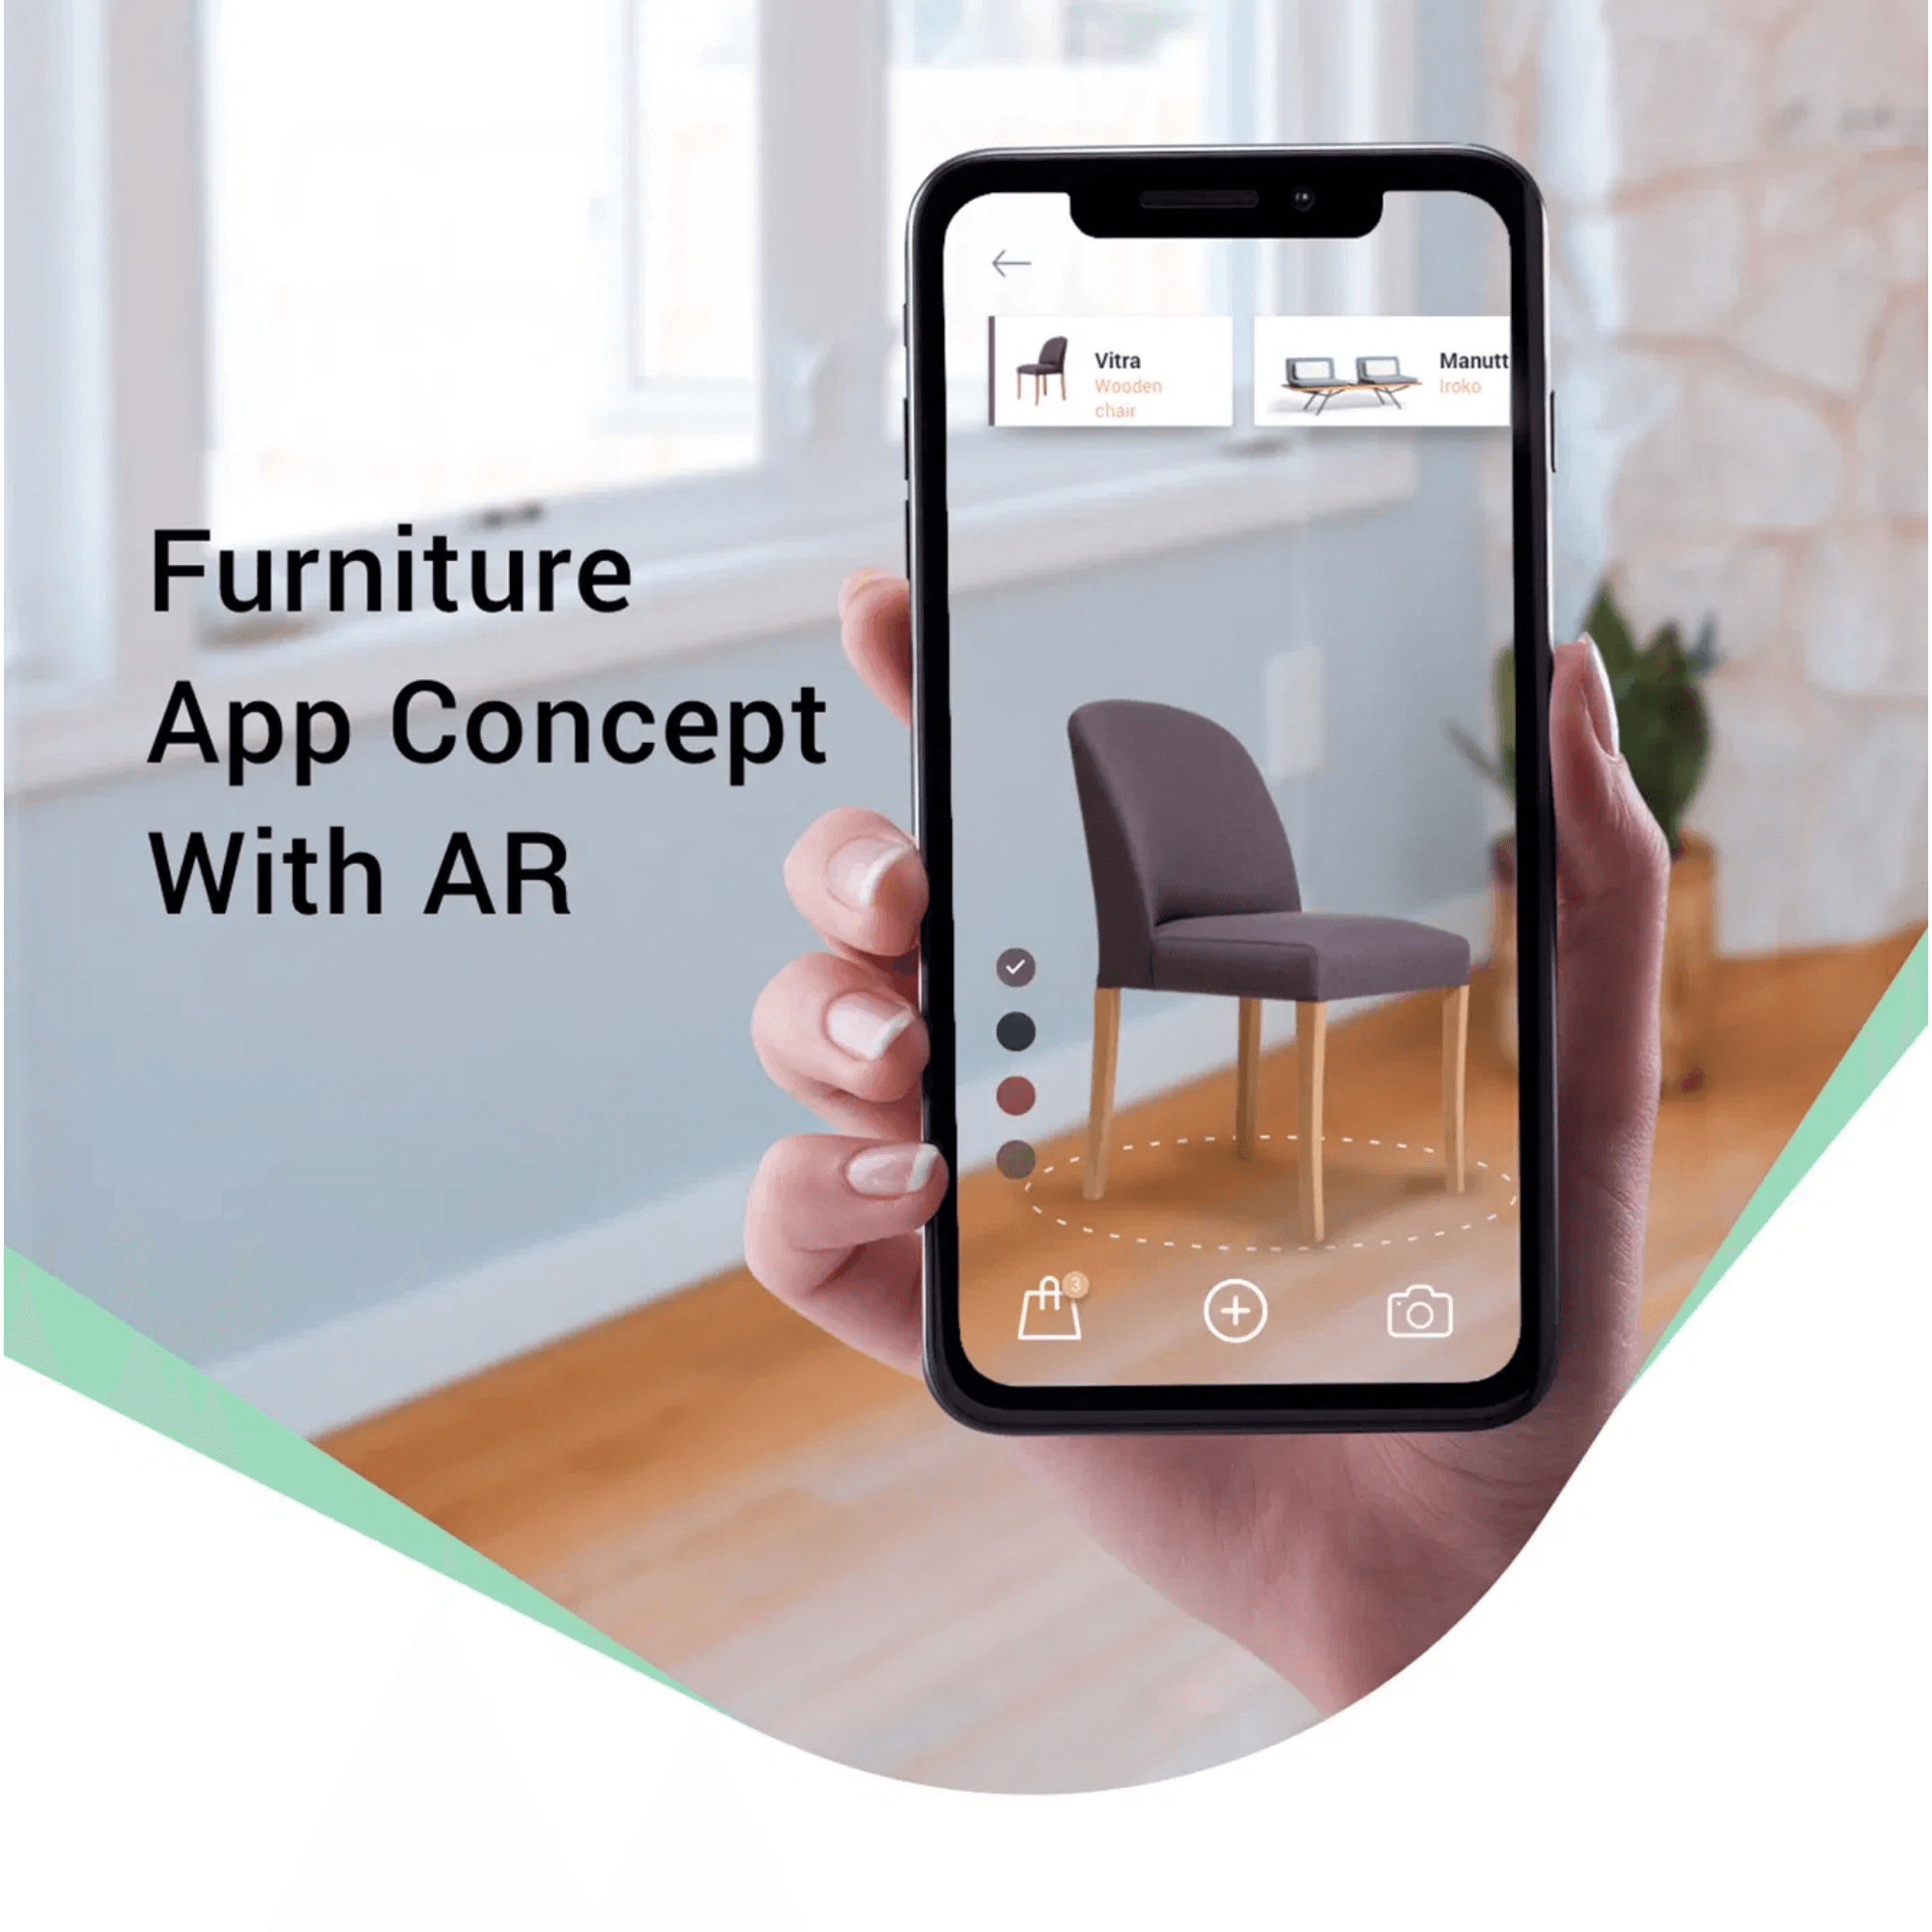 Furniture
App Concept
With AR
Vitra
Wooden
chair
Manutt
Iroko
3